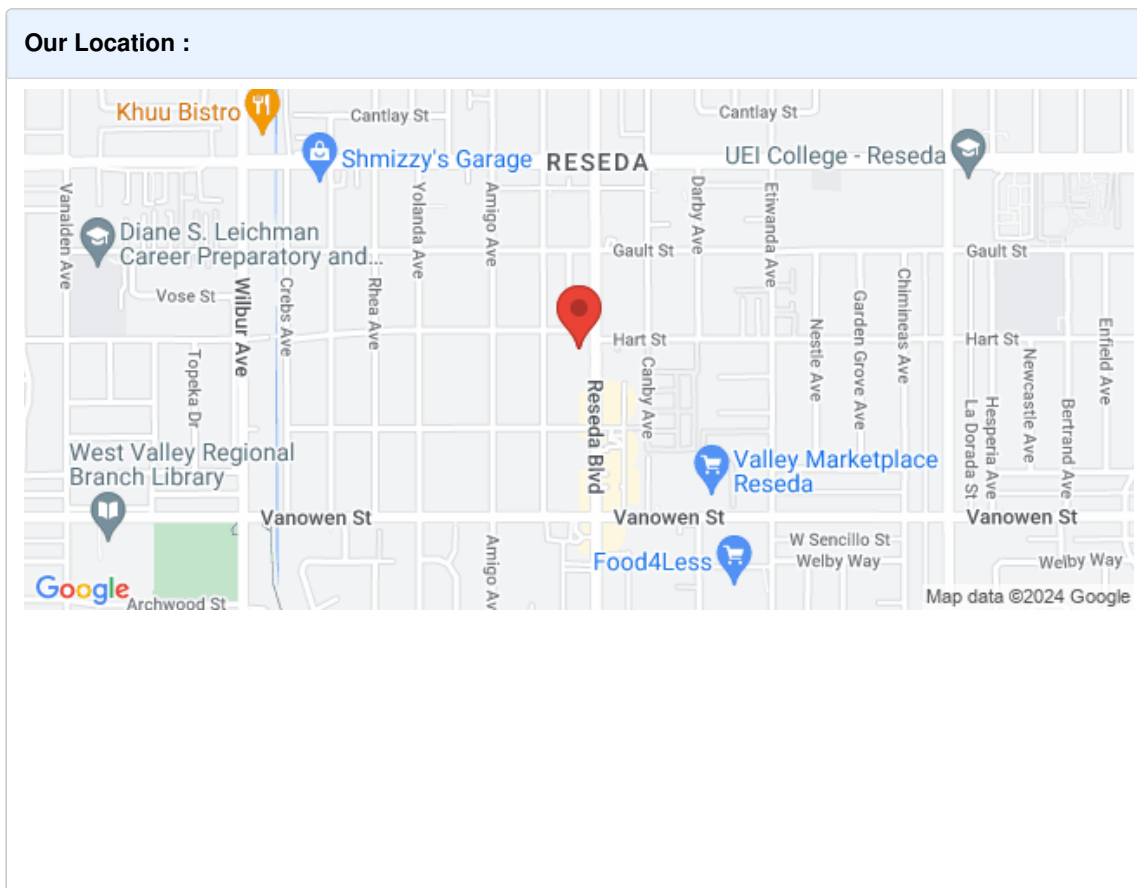 Our Location :
Khuu Bistro
Cantlay St
Cantlay St
Shmizzy's Garage
RESEDA
UEI College - Reseda
Vanalden Ave
Yolanda Ave
Amigo Ave
Darby Ave
Etiwanda Ave
Diane S. Leichman
Career Preparatory and...
Gault St
Gault St
Vose St
Wilbur Ave
Crebs Ave
Rhea Ave
Chimineas Ave
Garden Grove Ave
Nestle Ave
Enfield Ave
Hart St
Hart St
Topeka Dr
Reseda Blvd
Canby Ave
Newcastle Ave
Hesperia Ave
La Dorada St
Bertrand Ave
West Valley Regional
Branch Library
Valley Marketplace
Reseda
Vanowen St
Vanowen St
Vanowen St
Amigo Av
W Sencillo St
Welby Way
Welby Way
Food4Less
Google
Archwood St
Map data ©2024 Google